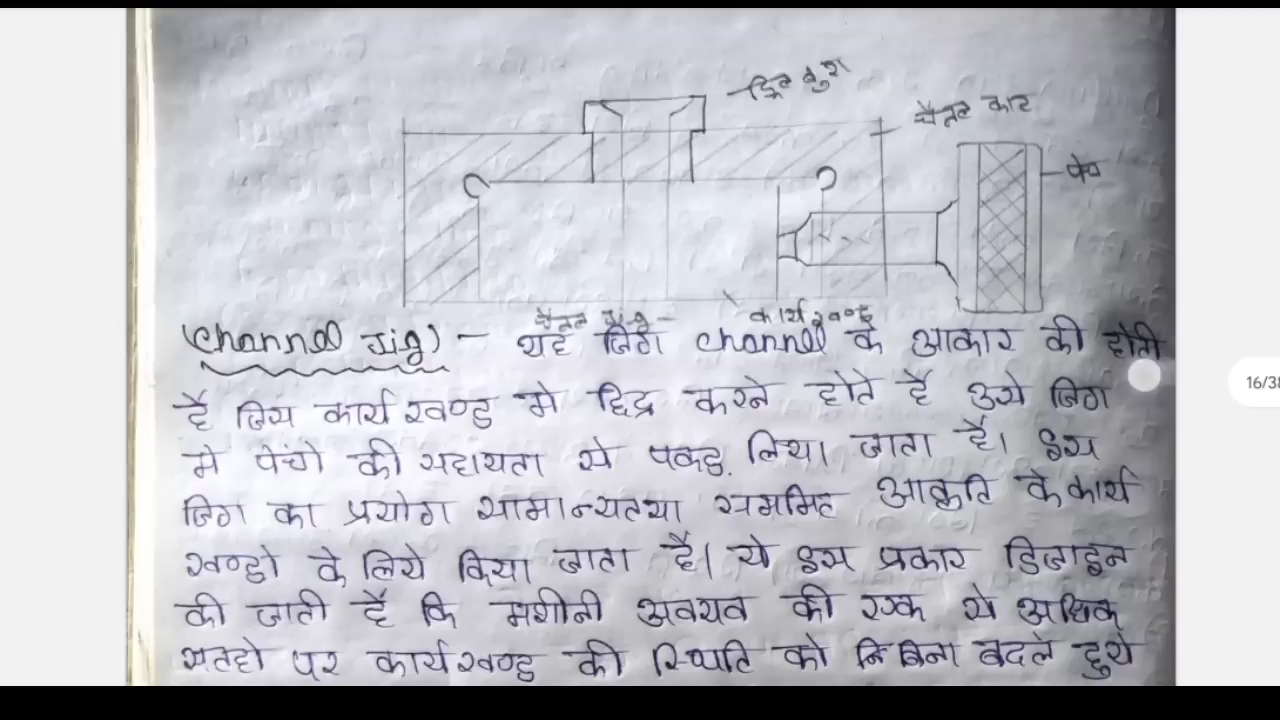 ड्रिल बुश
चैनल काट
पेंच
चैनल जिग - कार्यखण्ड
(Channel Jig) - यह जिग channel के आकार की होती
है जिस कार्यखण्ड मे छिद्र करने होते हैं उसे जिग
मे पेंचो की सहायता से पकड़ लिया जाता है। इस
जिग का प्रयोग सामान्यतया सममित आकृति के कार्य
खण्डो के लिये किया जाता है। ये इस प्रकार डिजाइन
की जाती है कि मशीनी अवयव की एक से अधिक
सतहो पर कार्यखण्ड की स्थिति को बिना बदले हुये
16/38